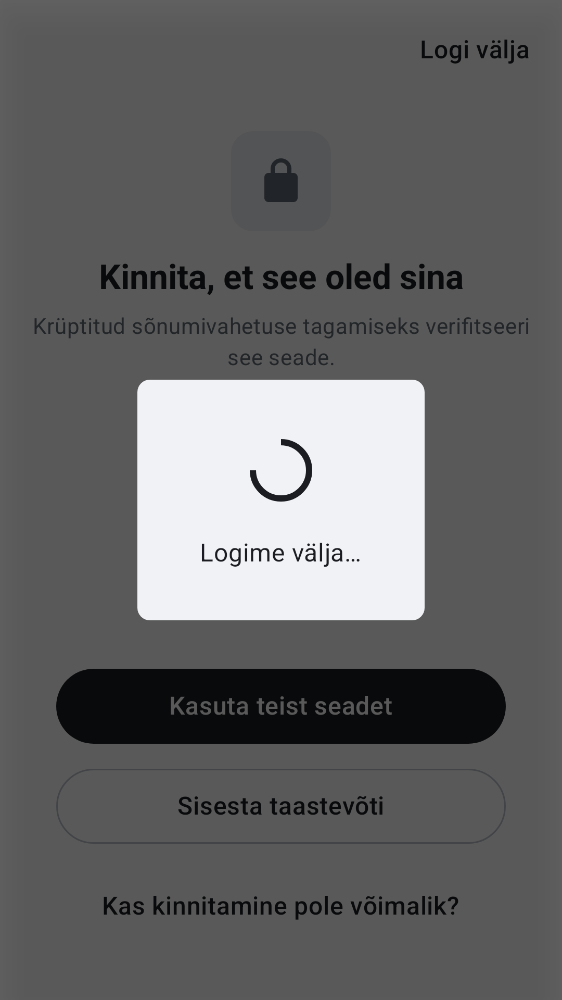 Logi välja
Kinnita, et see oled sina
Krüptitud sõnumivahetuse tagamiseks verifitseeri
see seade.
Logime välja…
Kasuta teist seadet
Sisesta taastevõti
Kas kinnitamine pole võimalik?